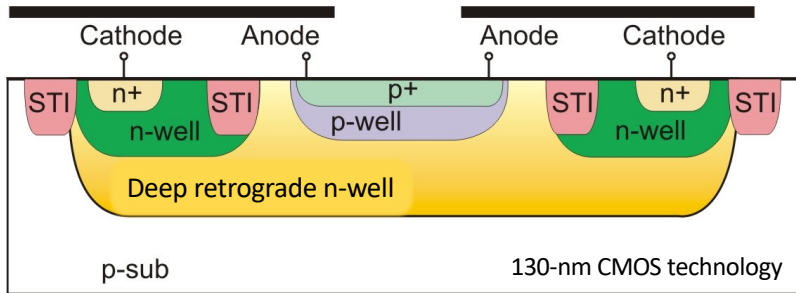 Cathode Anode Anode Cathode
STI n+ STI p+ STI n+ STI
n-well p-well n-well
Deep retrograde n-well
p-sub 130-nm CMOS technology